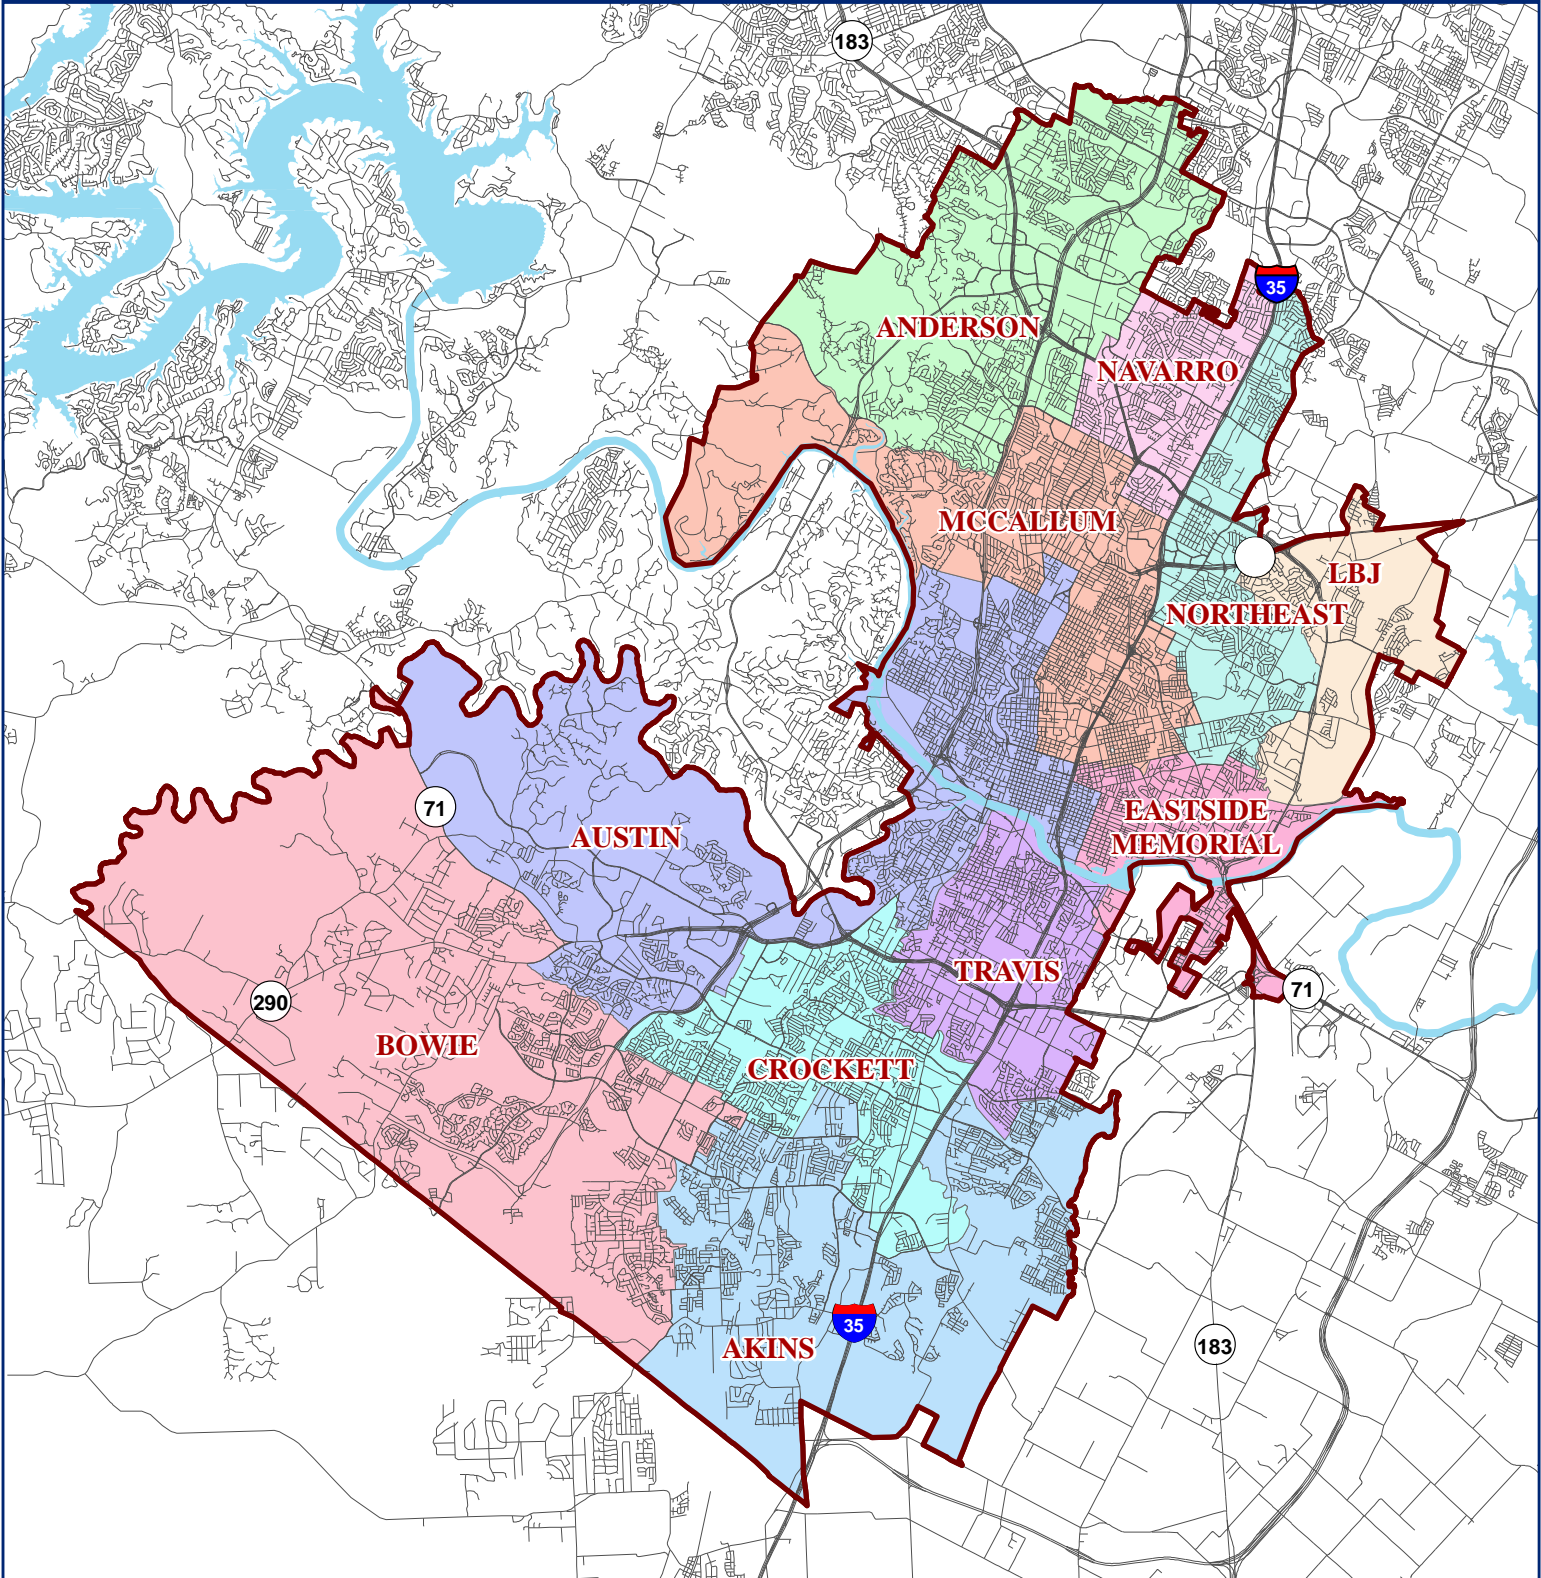 183
35
ANDERSON
NAVARRO
MCCALLUM
LBJ
NORTHEAST
71
EASTSIDE
MEMORIAL
AUSTIN
TRAVIS
71
290
BOWIE
CROCKETT
35
183
AKINS